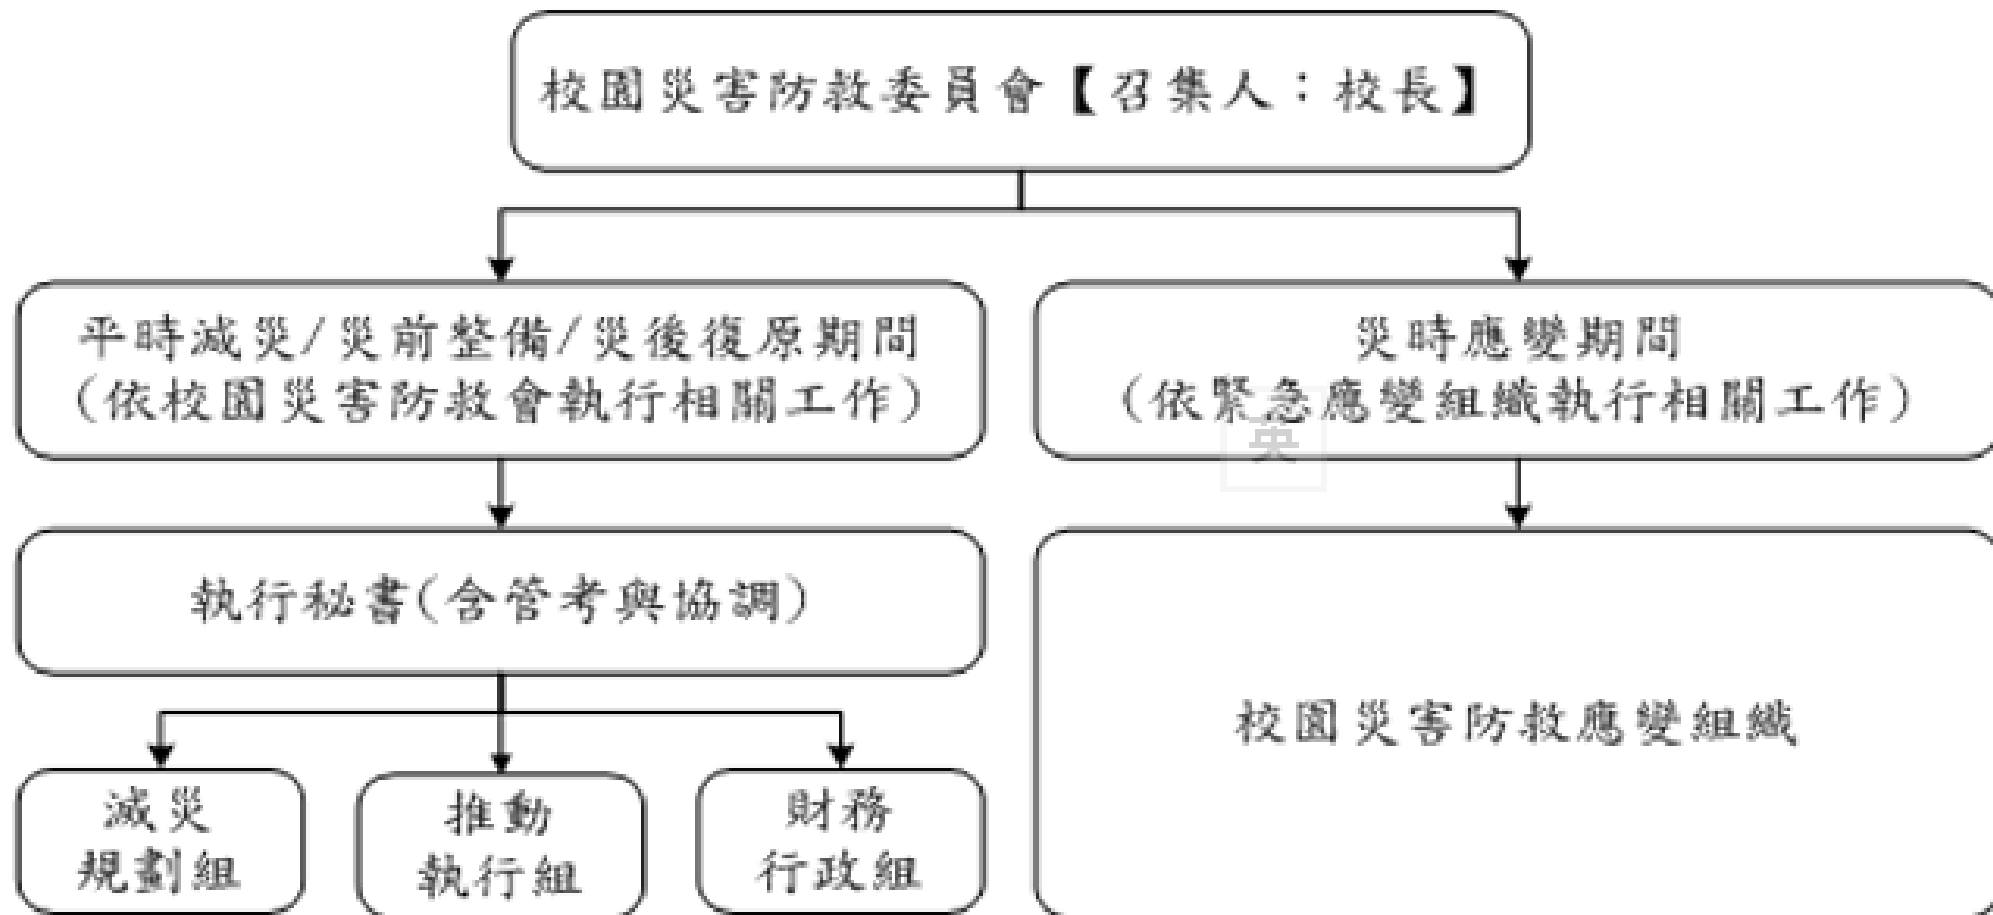 校園災害防救委員會【召集人：校長】
平時減災/災前整備/災後復原期間
(依校園災害防救會執行相關工作)
災時應變期間
(依緊急應變組織執行相關工作)
英
執行秘書(含管考與協調)
校園災害防救應變組織
減災
規劃組
推動
執行組
財務
行政組